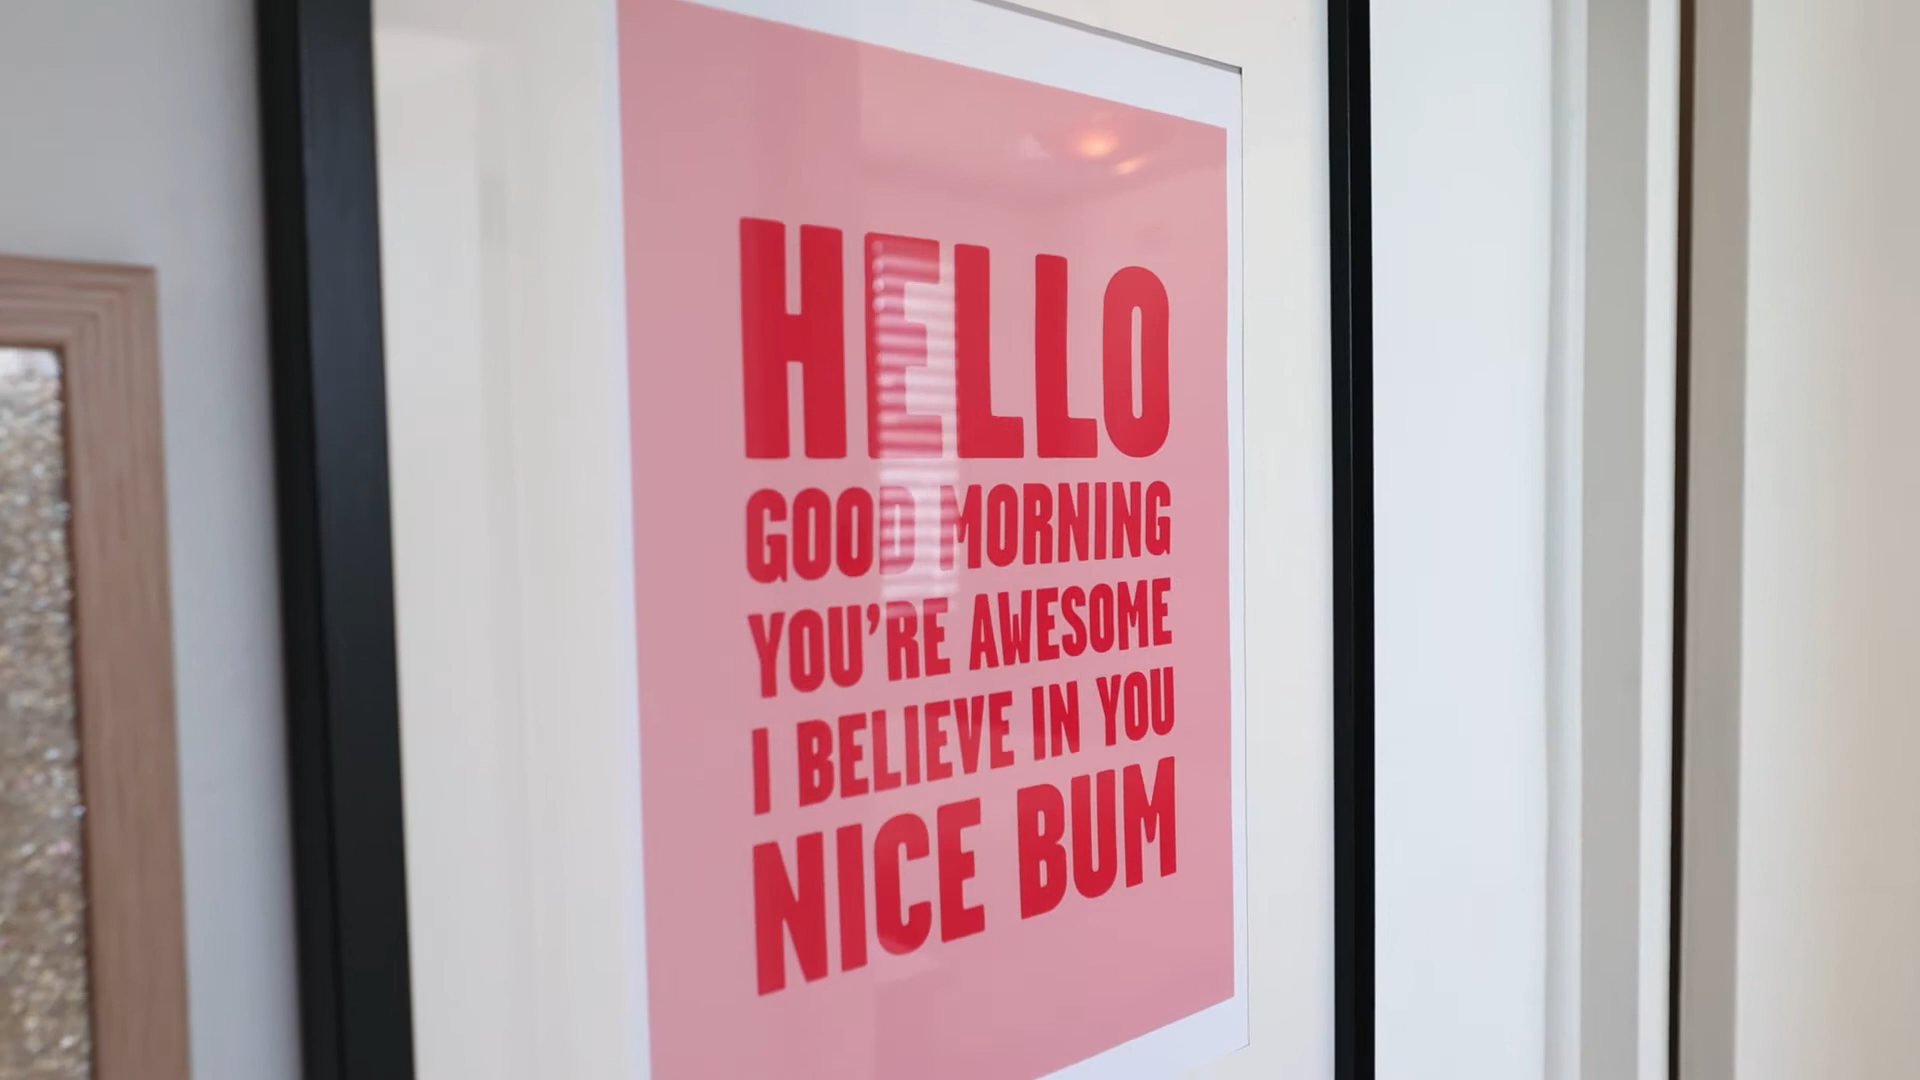 HELLO
GOOD MORNING
YOU'RE AWESOME
I BELIEVE IN YOU
NICE BUM